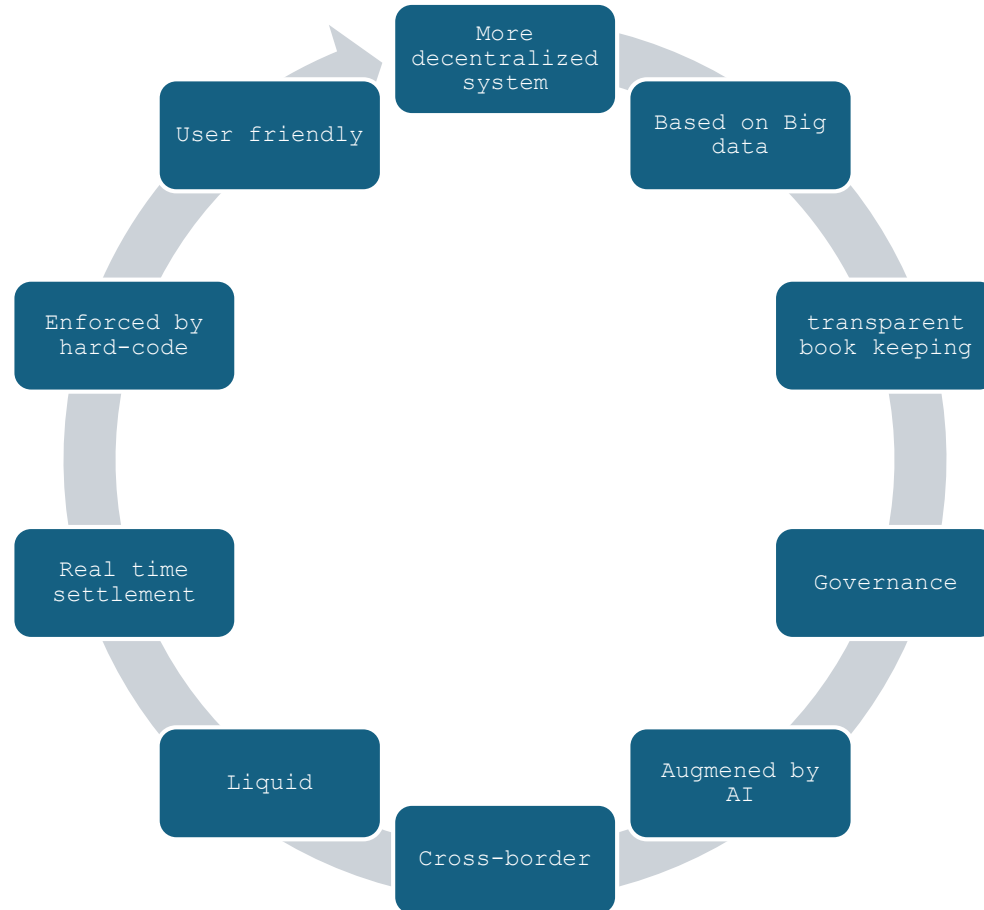 More
decentralized
system
Based on Big
data
transparent
book keeping
Governance
Augmened by
AI
Cross-border
Liquid
Real time
settlement
Enforced by
hard-code
User friendly